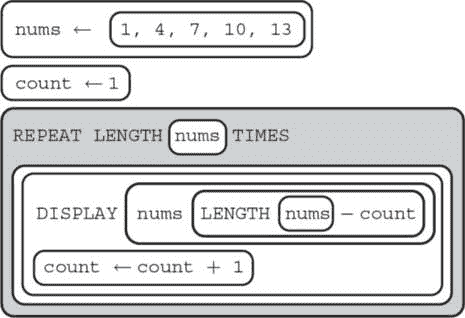 nums ← 1, 4, 7, 10, 13
count ← 1
REPEAT LENGTH nums TIMES
DISPLAY nums LENGTH nums - count
count ← count + 1